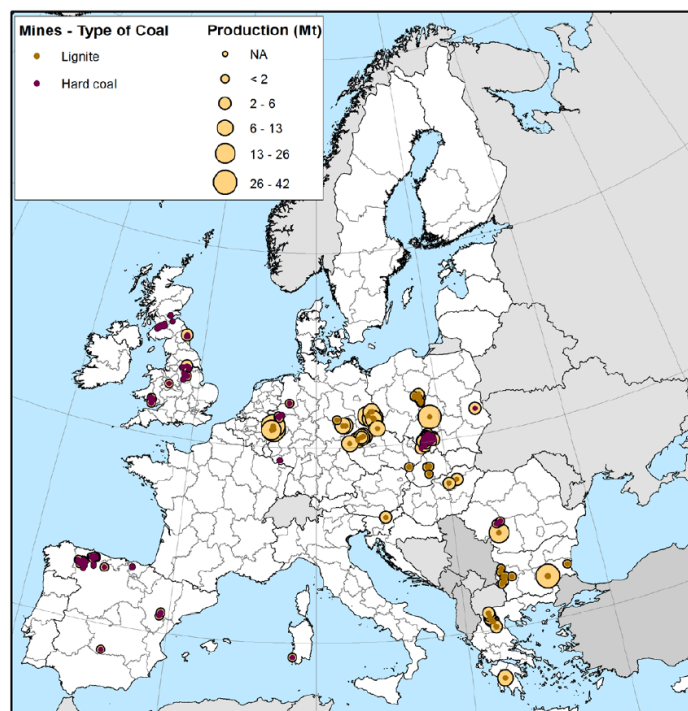 Mines - Type of Coal
Lignite
Hard coal
Production (Mt)
NA
< 2
2 - 6
6 - 13
13 - 26
26 - 42